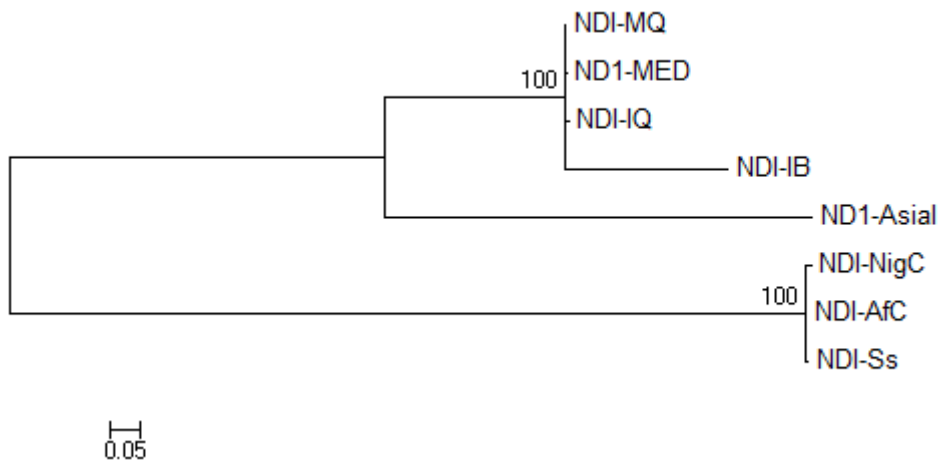 NDI-MQ
100
ND1-MED
NDI-IQ
NDI-IB
ND1-Asial
NDI-NigC
100
NDI-AfC
NDI-Ss
0.05